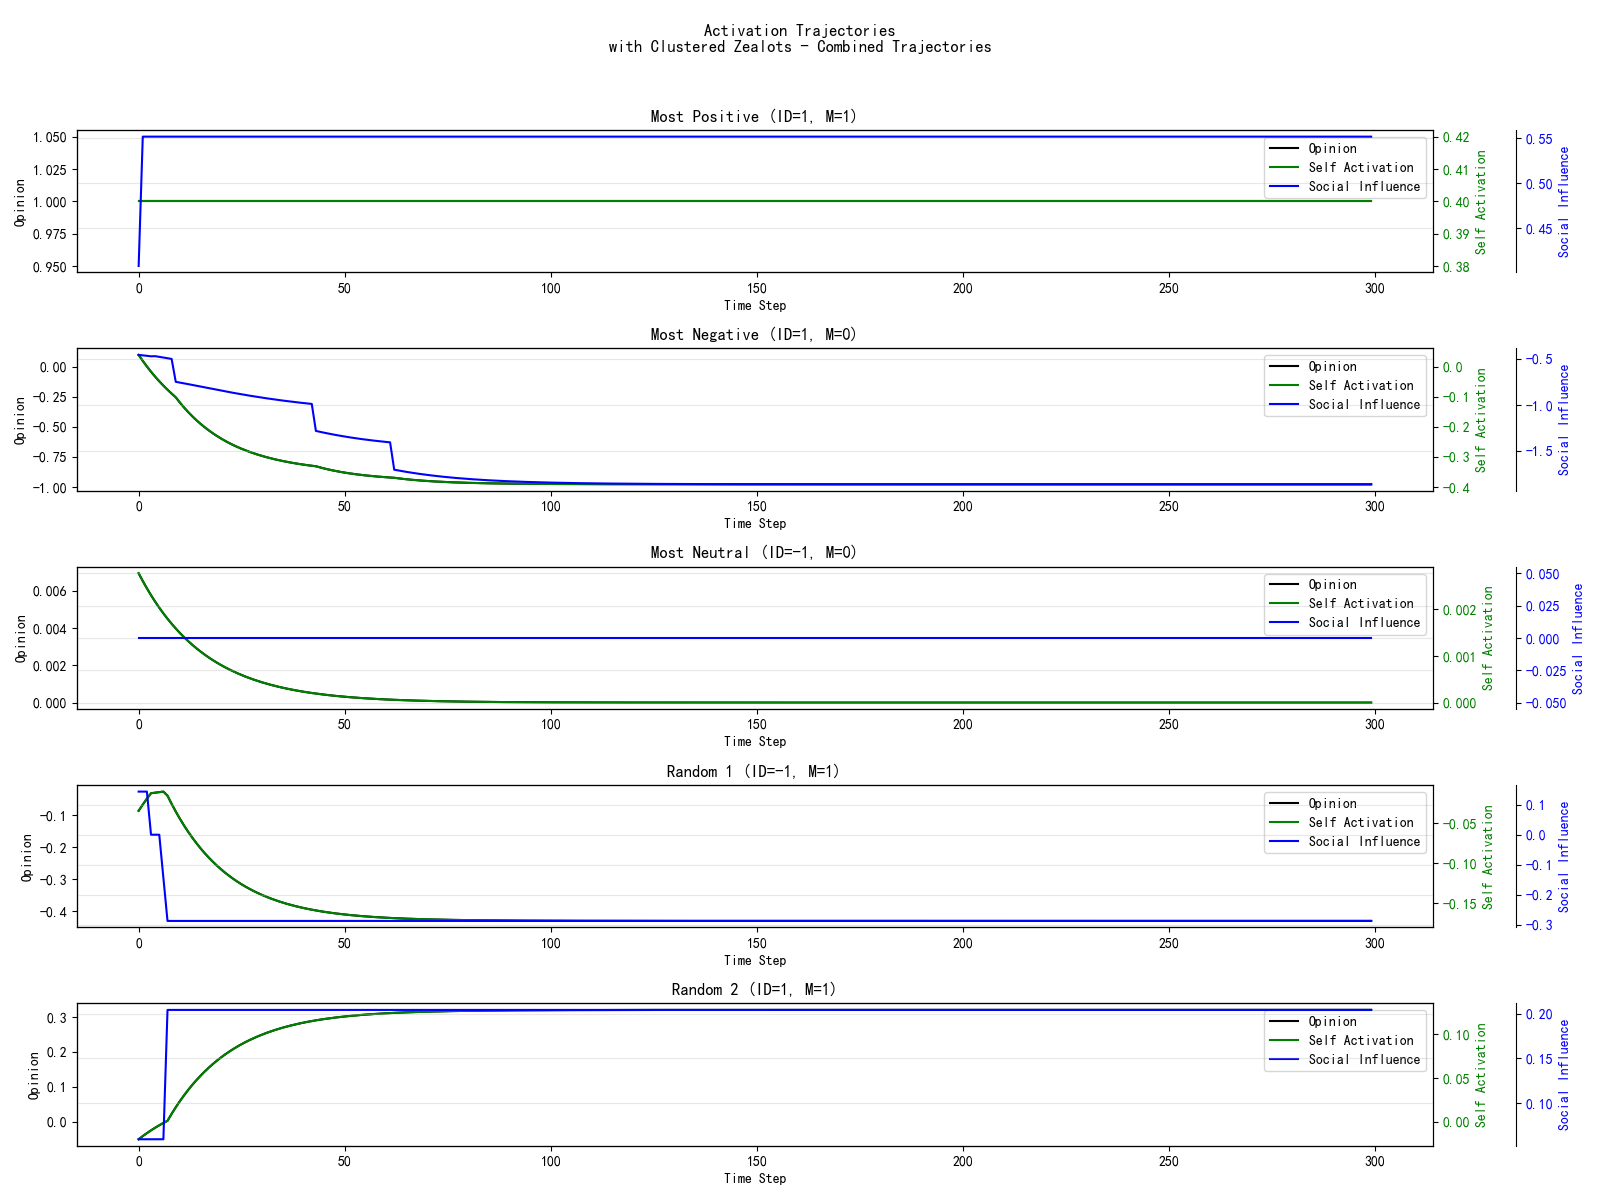 Activation Trajectories
with Clustered Zealots - Combined Trajectories
Most Positive (ID=1, M=1)
1.050
1.025
1.000
0.975
0.950
Opinion
0
50
100
150
200
250
300
Time Step
Opinion
Self Activation
Social Influence
0.42
0.41
0.40
0.39
0.38
Self Activation
0.55
0.50
0.45
Social Influence
Most Negative (ID=1, M=0)
0.00
-0.25
-0.50
-0.75
-1.00
Opinion
0
50
100
150
200
250
300
Time Step
Opinion
Self Activation
Social Influence
0.0
-0.1
-0.2
-0.3
-0.4
Self Activation
-0.5
-1.0
-1.5
Social Influence
Most Neutral (ID=-1, M=0)
0.006
0.004
0.002
0.000
Opinion
0
50
100
150
200
250
300
Time Step
Opinion
Self Activation
Social Influence
0.002
0.001
0.000
Self Activation
0.050
0.025
0.000
-0.025
-0.050
Social Influence
Random 1 (ID=-1, M=1)
-0.1
-0.2
-0.3
-0.4
Opinion
0
50
100
150
200
250
300
Time Step
Opinion
Self Activation
Social Influence
-0.05
-0.10
-0.15
Self Activation
0.1
0.0
-0.1
-0.2
-0.3
Social Influence
Random 2 (ID=1, M=1)
0.3
0.2
0.1
0.0
Opinion
0
50
100
150
200
250
300
Time Step
Opinion
Self Activation
Social Influence
0.10
0.05
0.00
Self Activation
0.20
0.15
0.10
Social Influence